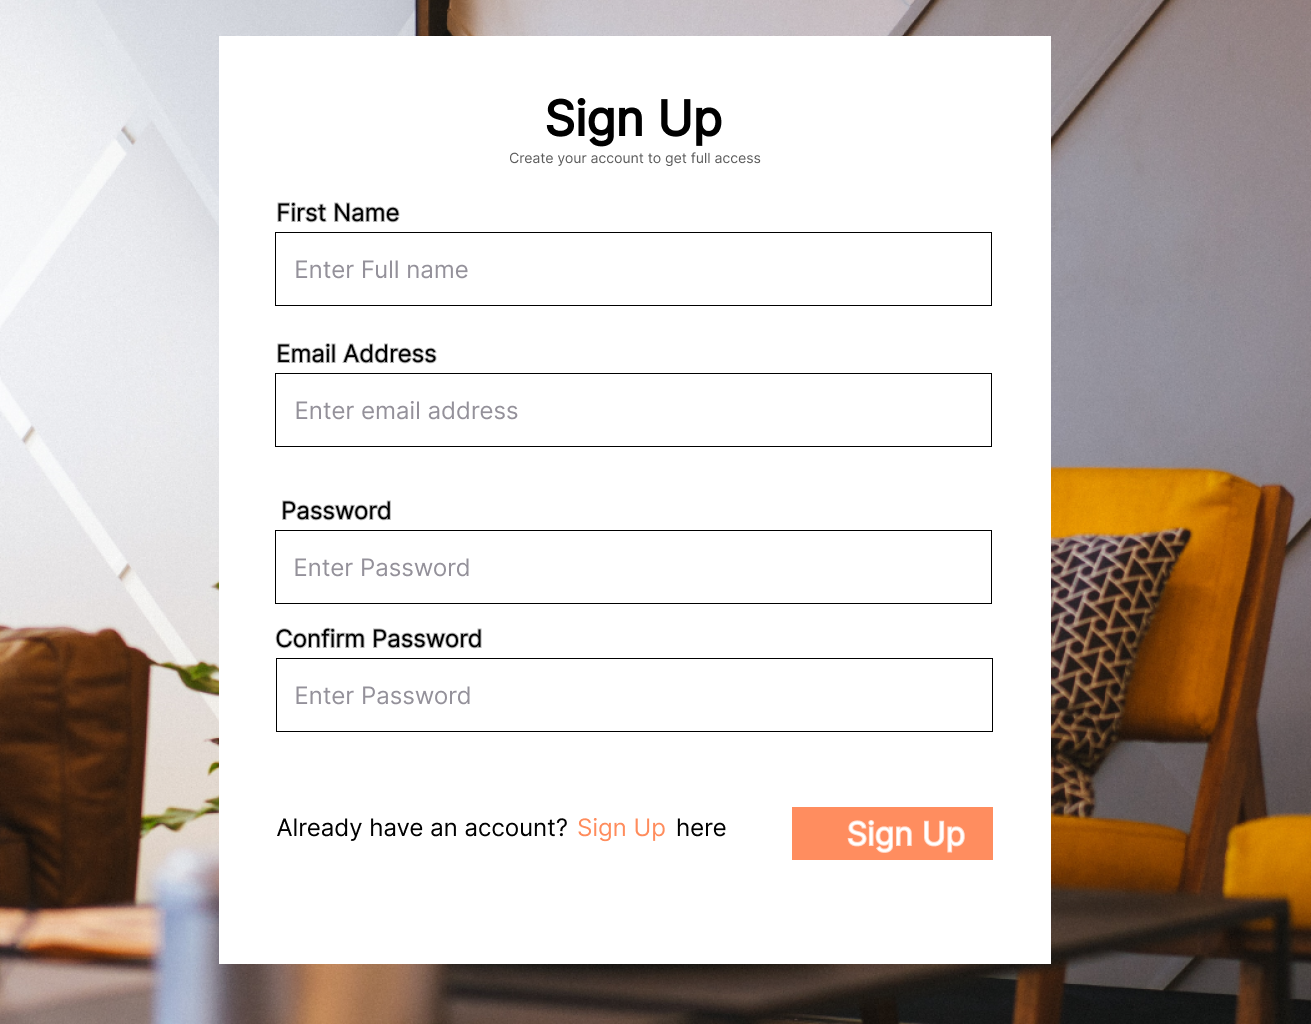 Sign Up
Create your account to get full access
First Name
Enter Full name
Email Address
Enter email address
Password
Enter Password
Confirm Password
Enter Password
Already have an account? Sign Up here
Sign Up